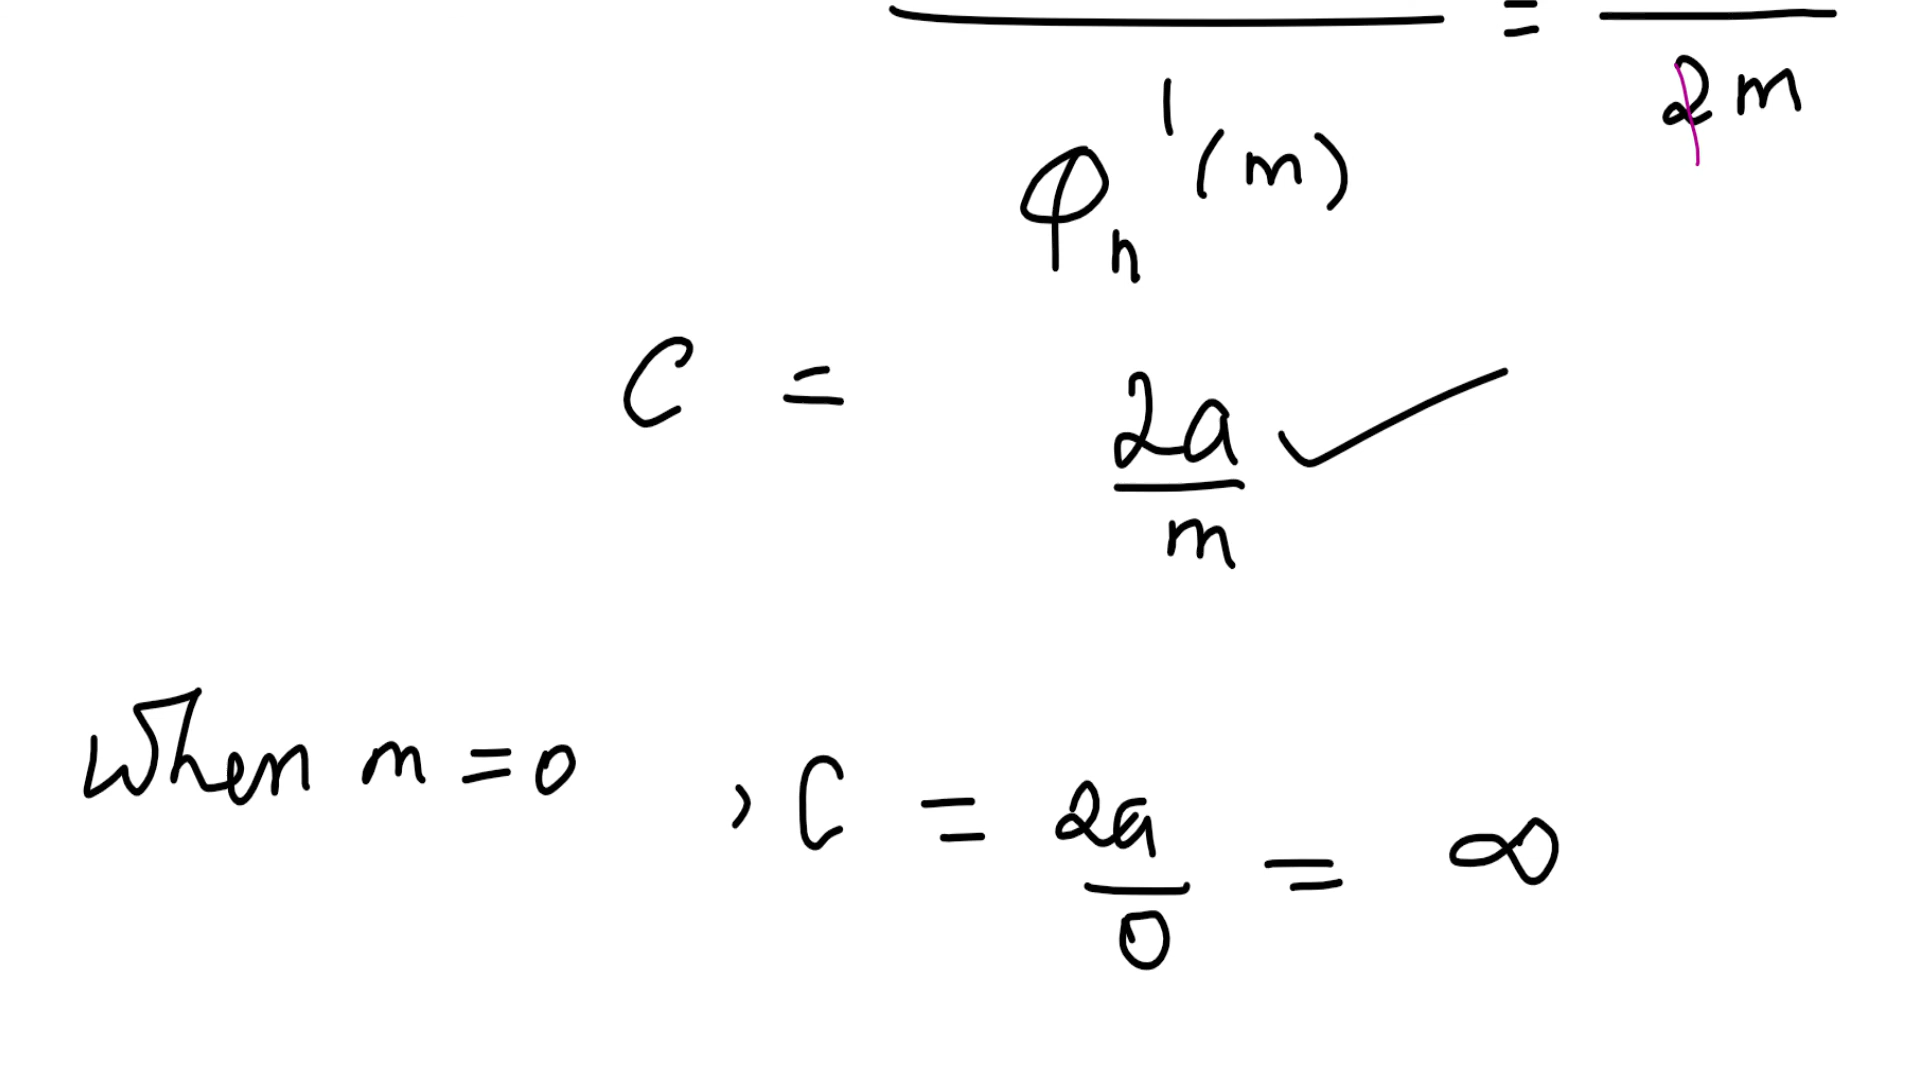 = 2m
φₙ'(m)
C = 2a/m ✓
When m = 0 , C = 2a/0 = ∞